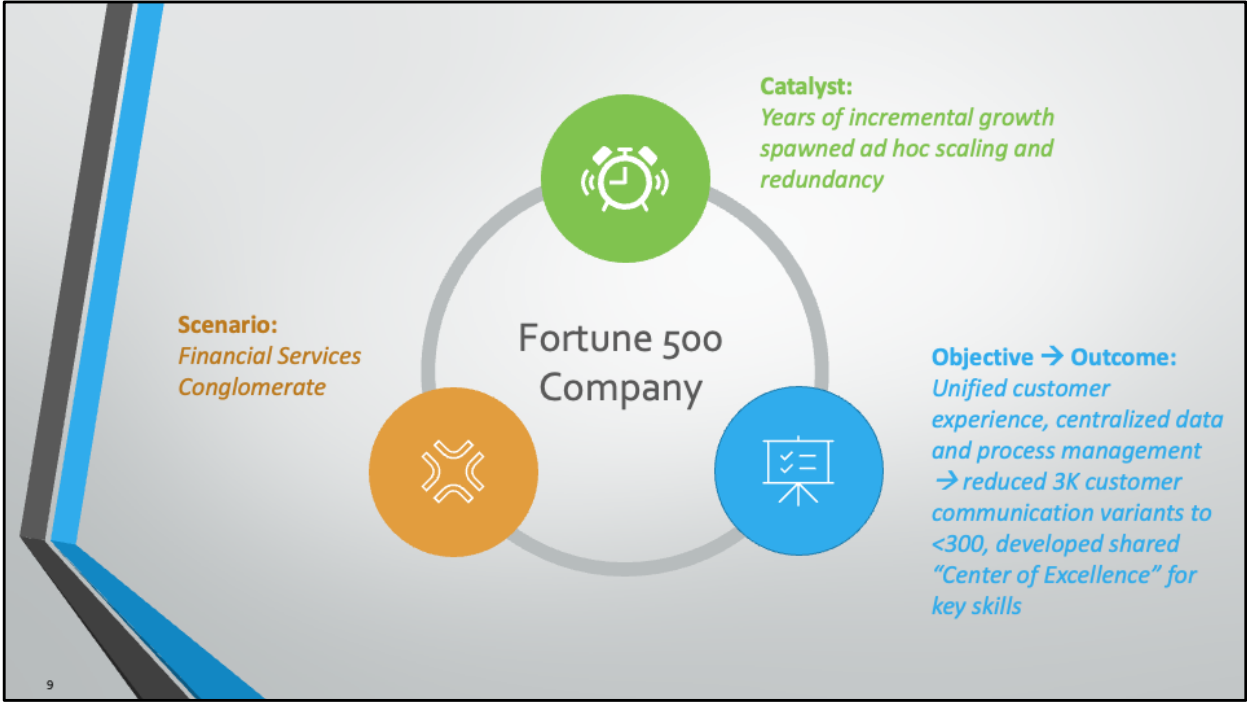 Catalyst:
Years of incremental growth
spawned ad hoc scaling and
redundancy
Scenario:
Financial Services
Conglomerate
Fortune 500
Company
Objective → Outcome:
Unified customer
experience, centralized data
and process management
→ reduced 3K customer
communication variants to
<300, developed shared
“Center of Excellence” for
key skills
9